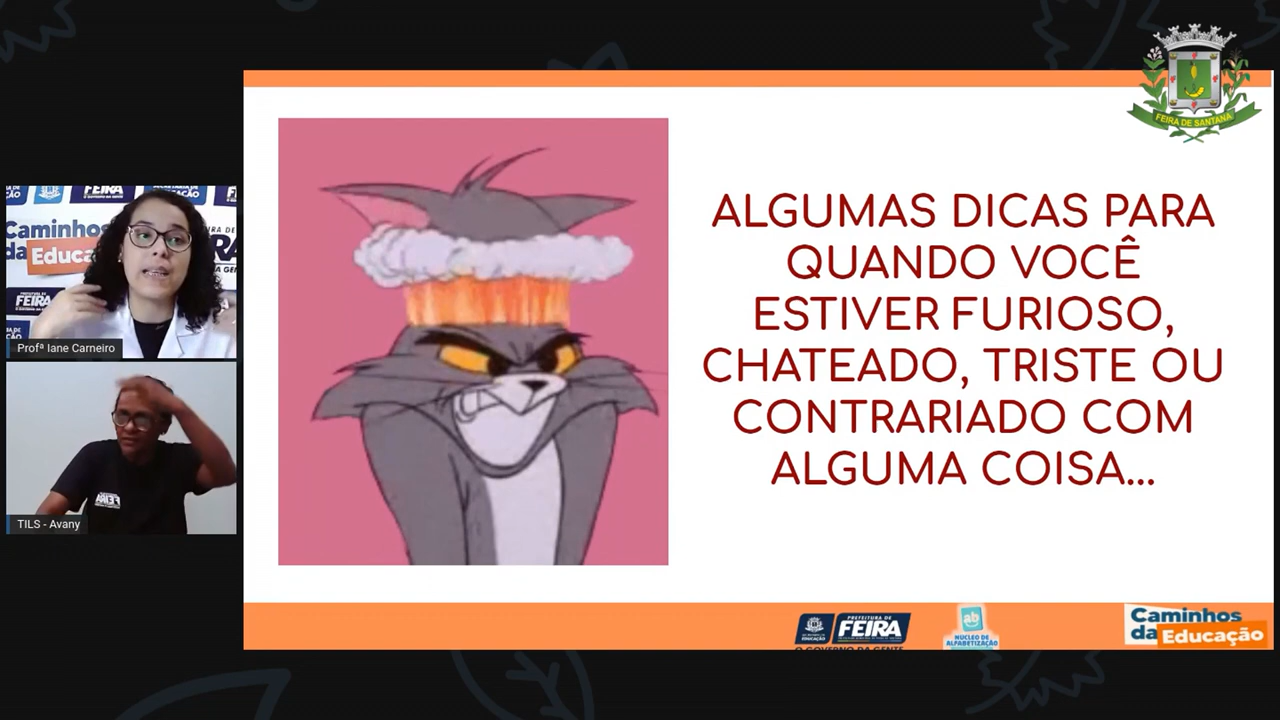 FEIRA DE SANTANA
ALGUMAS DICAS PARA
QUANDO VOCÊ
ESTIVER FURIOSO,
CHATEADO, TRISTE OU
CONTRARIADO COM
ALGUMA COISA...
FEIRA
Caminhos
da Educação
FEIRA
Profª Iane Carneiro
FEIRA
TILS - Avany
PREFEITURA DE
FEIRA
O GOVERNO DA GENTE
NÚCLEO DE
ALFABETIZAÇÃO
Caminhos
da Educação